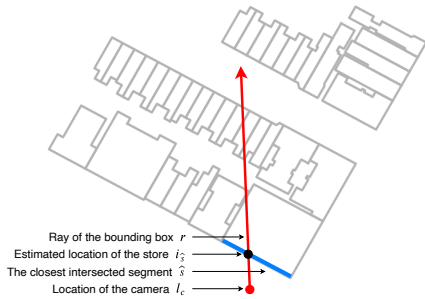 Ray of the bounding box r
Estimated location of the store i_ŝ
The closest intersected segment ŝ
Location of the camera l_c